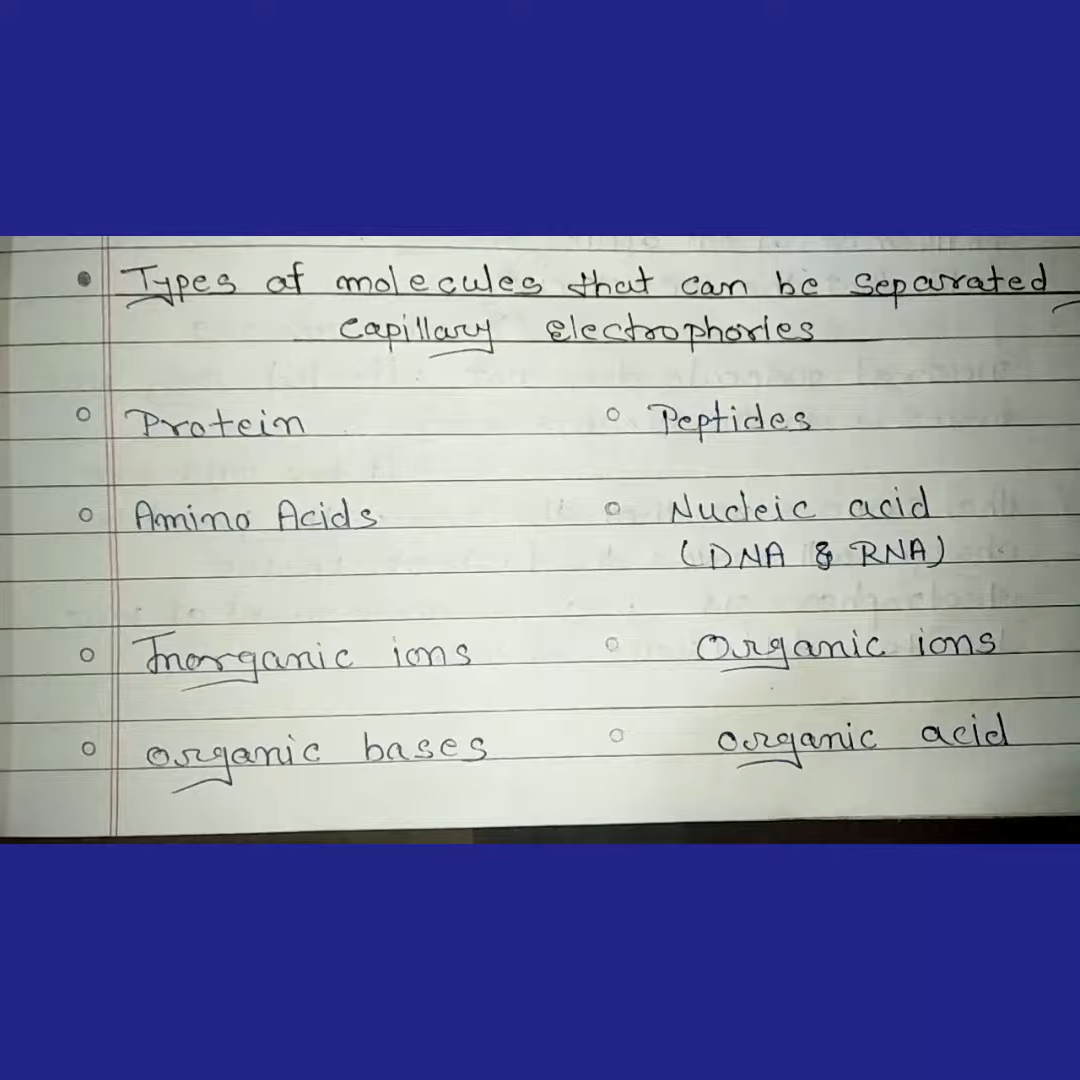 • Types of molecules that can be separated
capillary electrophories
○ Protein ○ Peptides
○ Amino Acids ○ Nucleic acid
(DNA & RNA)
○ Inorganic ions ○ Organic ions
○ organic bases ○ organic acid